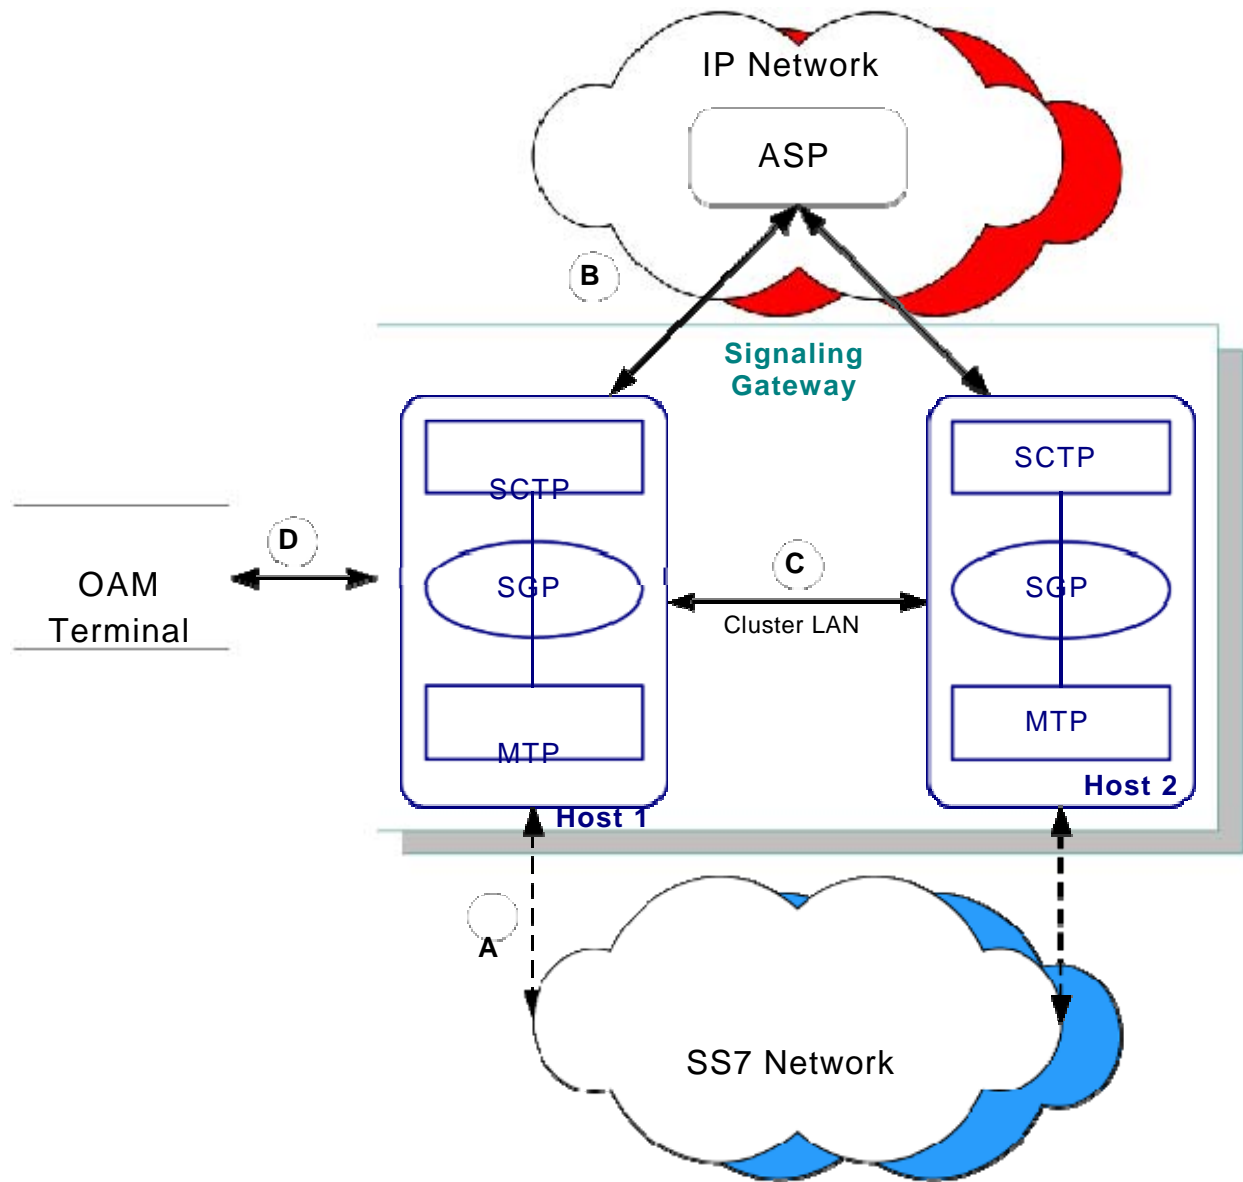 IP Network
ASP
B
Signaling
Gateway
SCTP
SCTP
D
C
OAM
Terminal
SGP
SGP
Cluster LAN
MTP
MTP
Host 1
Host 2
A
SS7 Network